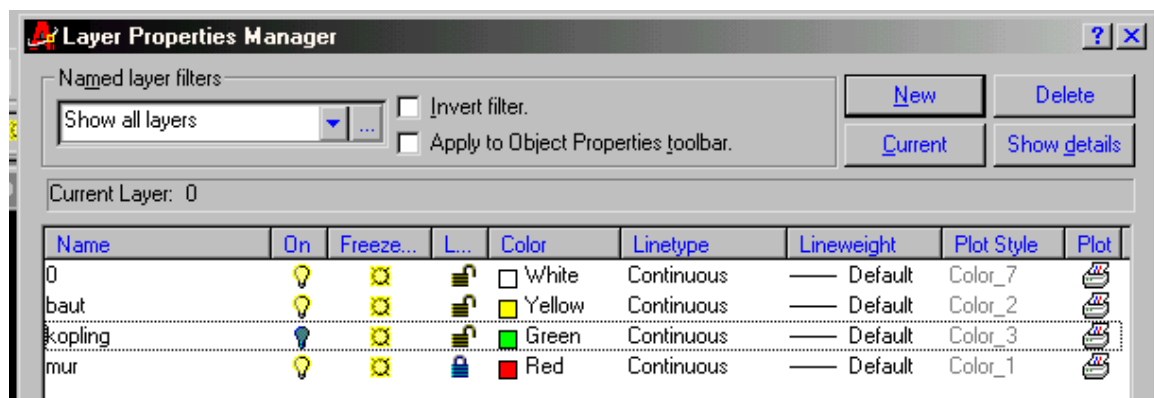 Layer Properties Manager
Named layer filters
Show all layers
...
Invert filter.
Apply to Object Properties toolbar.
New
Delete
Current
Show details
Current Layer: 0
Name On Freeze... L... Color Linetype Lineweight Plot Style Plot
0 White Continuous Default Color_7
baut Yellow Continuous Default Color_2
kopling Green Continuous Default Color_3
mur Red Continuous Default Color_1